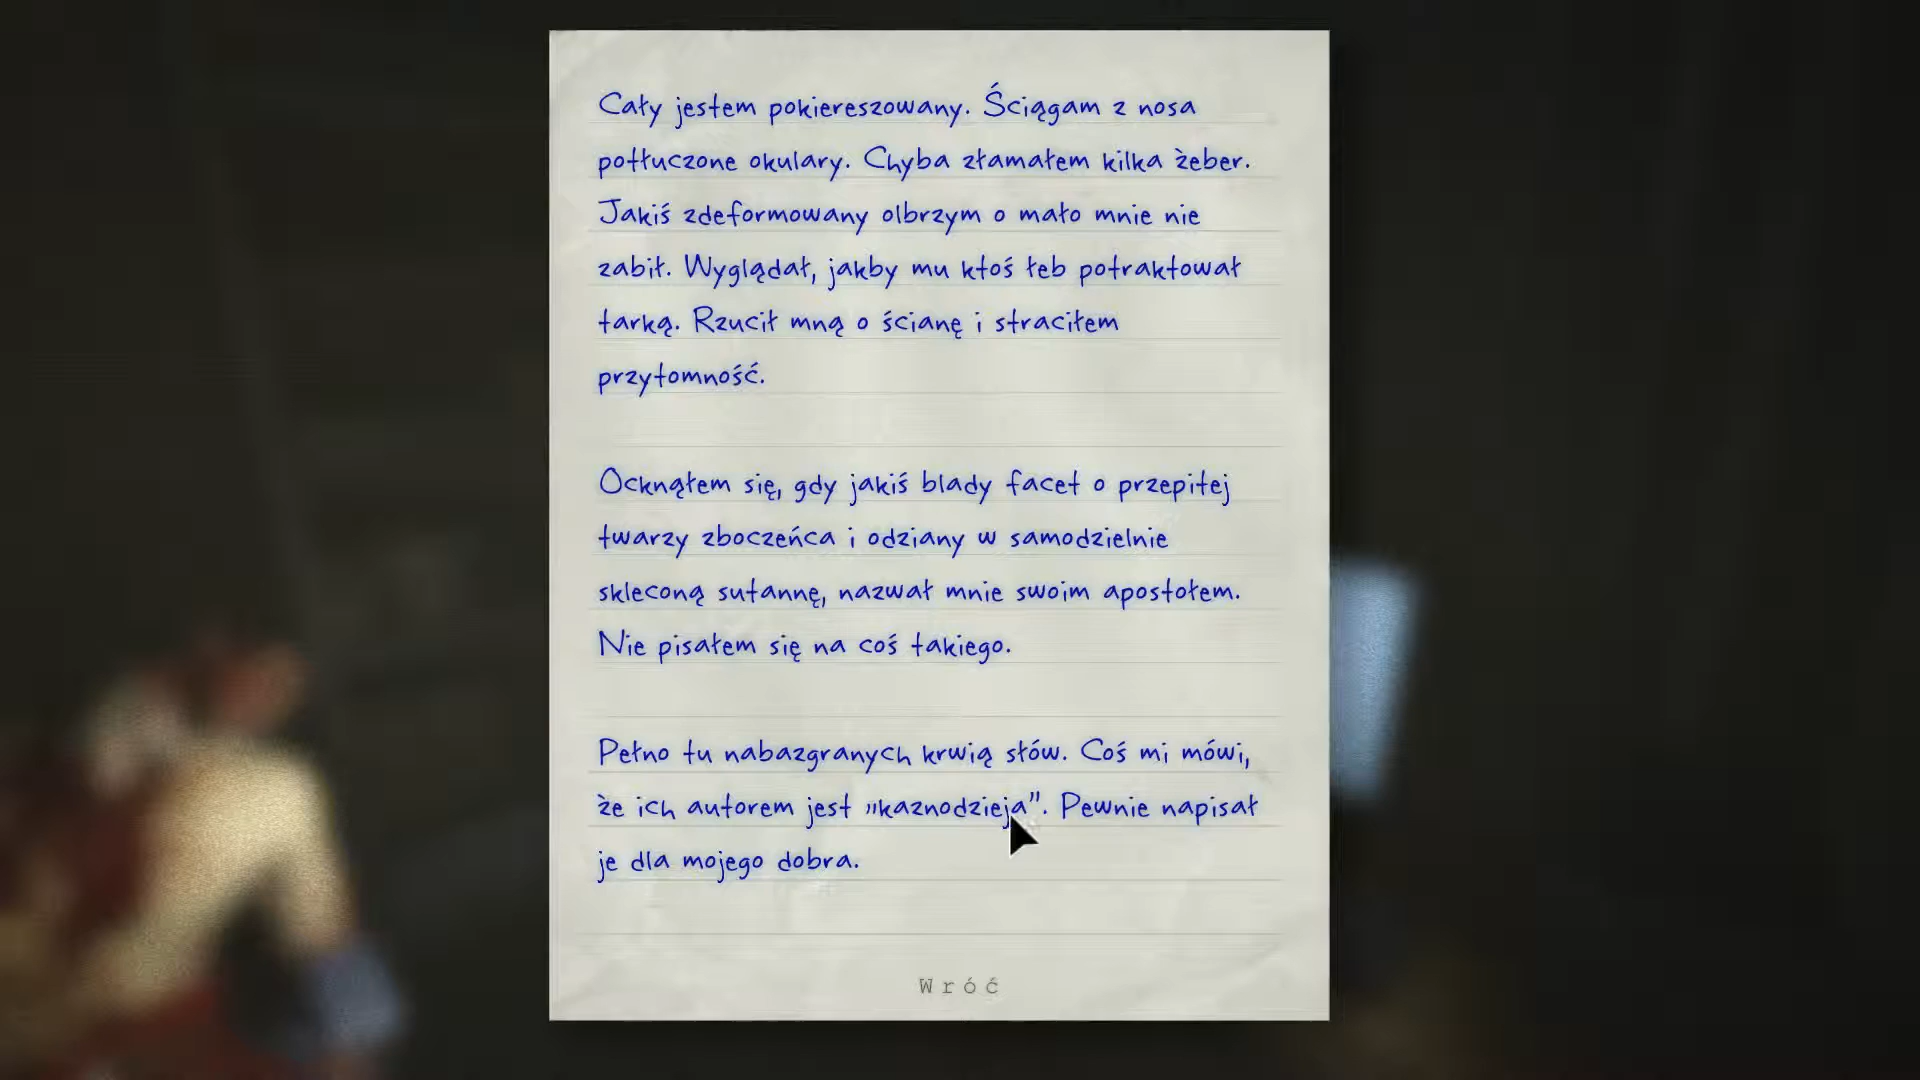 Cały jestem pokiereszowany. Ściągam z nosa
potłuczone okulary. Chyba złamałem kilka żeber.
Jakiś zdeformowany olbrzym o mało mnie nie
zabił. Wyglądał, jakby mu ktoś łeb potraktował
tarką. Rzucił mną o ścianę i straciłem
przytomność.
Ocknąłem się, gdy jakiś blady facet o przepitej
twarzy zboczeńca i odziany w samodzielnie
skleconą sutannę, nazwał mnie swoim apostołem.
Nie pisałem się na coś takiego.
Pełno tu nabazgranych krwią słów. Coś mi mówi,
że ich autorem jest „kaznodzieja”. Pewnie napisał
je dla mojego dobra.
Wróć